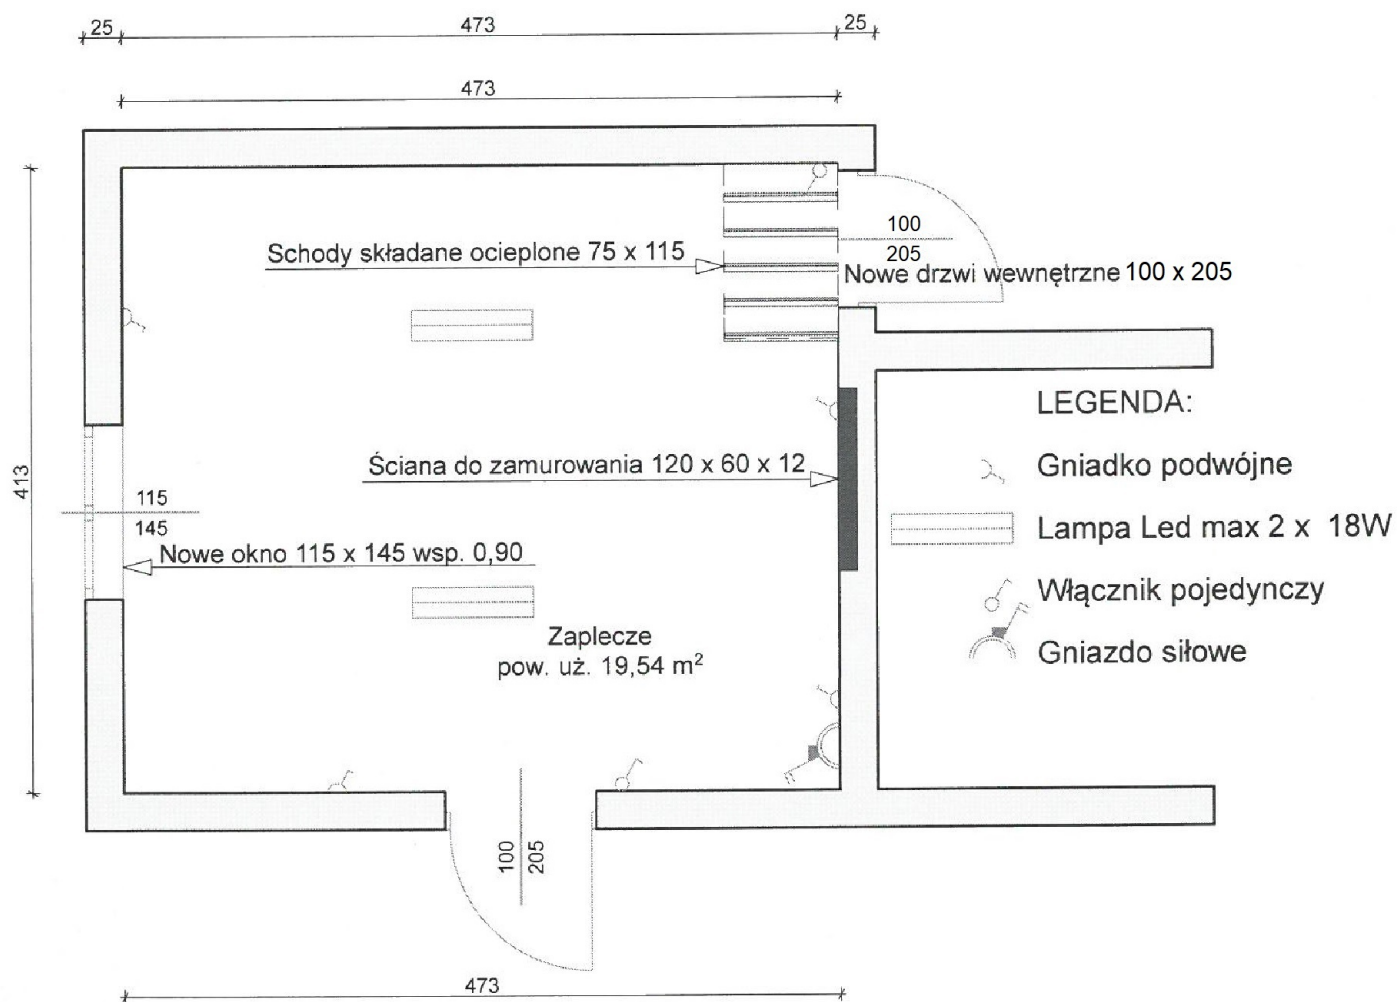 25
473
25
473
Schody składane ocieplone 75 x 115
100
205
Nowe drzwi wewnętrzne 100 x 205
413
Ściana do zamurowania 120 x 60 x 12
115
145
Nowe okno 115 x 145 wsp. 0,90
Zaplecze
pow. uż. 19,54 m²
100
205
473
LEGENDA:
Gniadko podwójne
Lampa Led max 2 x 18W
Włącznik pojedynczy
Gniazdo siłowe